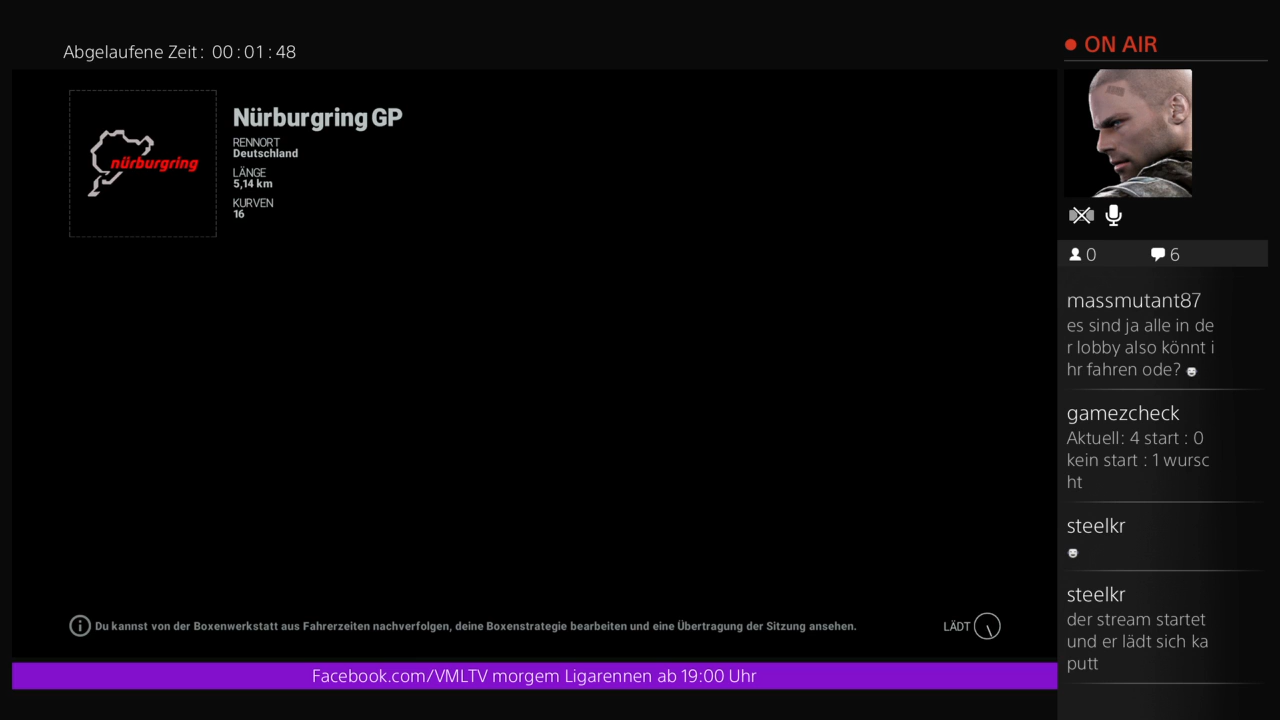 Abgelaufene Zeit: 00:01:48
ON AIR
nürburgring
Nürburgring GP
RENNORT
Deutschland
LÄNGE
5,14 km
KURVEN
16
0 6
massmutant87
es sind ja alle in de
r lobby also könnt i
hr fahren ode?
gamezcheck
Aktuell: 4 start : 0
kein start : 1 wursc
ht
steelkr
steelkr
der stream startet
und er lädt sich ka
putt
Du kannst von der Boxenwerkstatt aus Fahrerzeiten nachverfolgen, deine Boxenstrategie bearbeiten und eine Übertragung der Sitzung ansehen.
LÄDT
Facebook.com/VMLTV morgem Ligarennen ab 19:00 Uhr